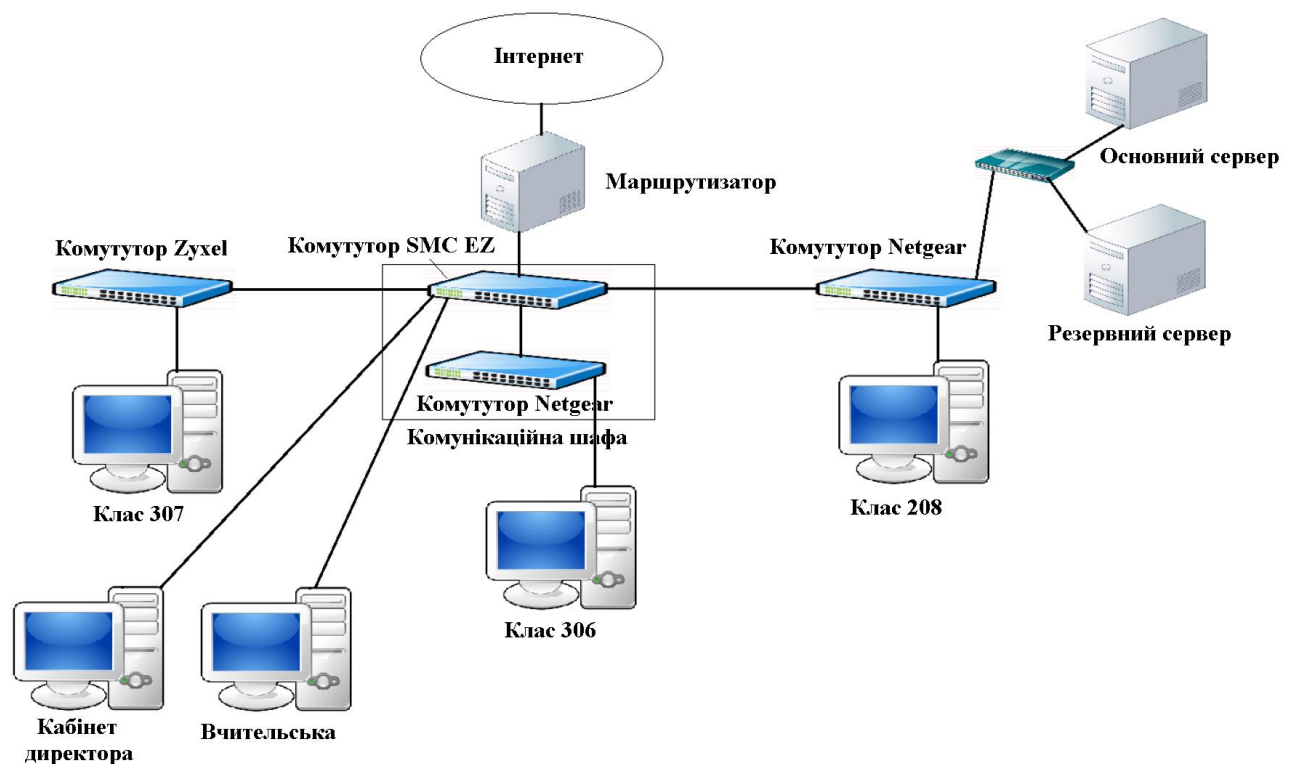 Інтернет
Основний сервер
Маршрутизатор
Комутутор Zyxel
Комутутор SMC EZ
Комутутор Netgear
Резервний сервер
Комутутор Netgear
Комунікаційна шафа
Клас 307
Клас 208
Клас 306
Кабінет
директора
Вчительська